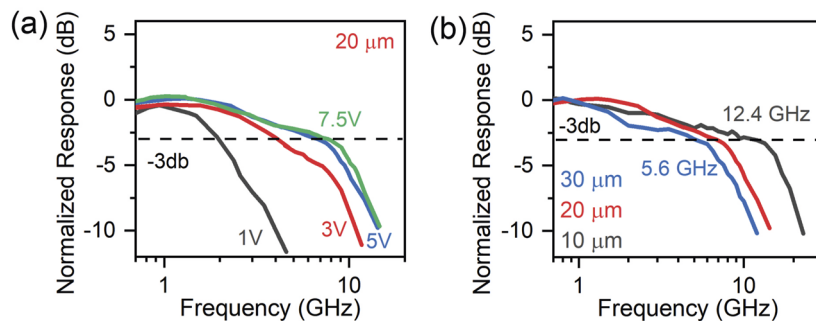 (a)
20 μm
Normalized Response (dB)
5
0
-5
-10
7.5V
-3db
1V
3V
5V
1
10
Frequency (GHz)
(b)
Normalized Response (dB)
5
0
-5
-10
12.4 GHz
-3db
5.6 GHz
30 μm
20 μm
10 μm
1
10
Frequency (GHz)